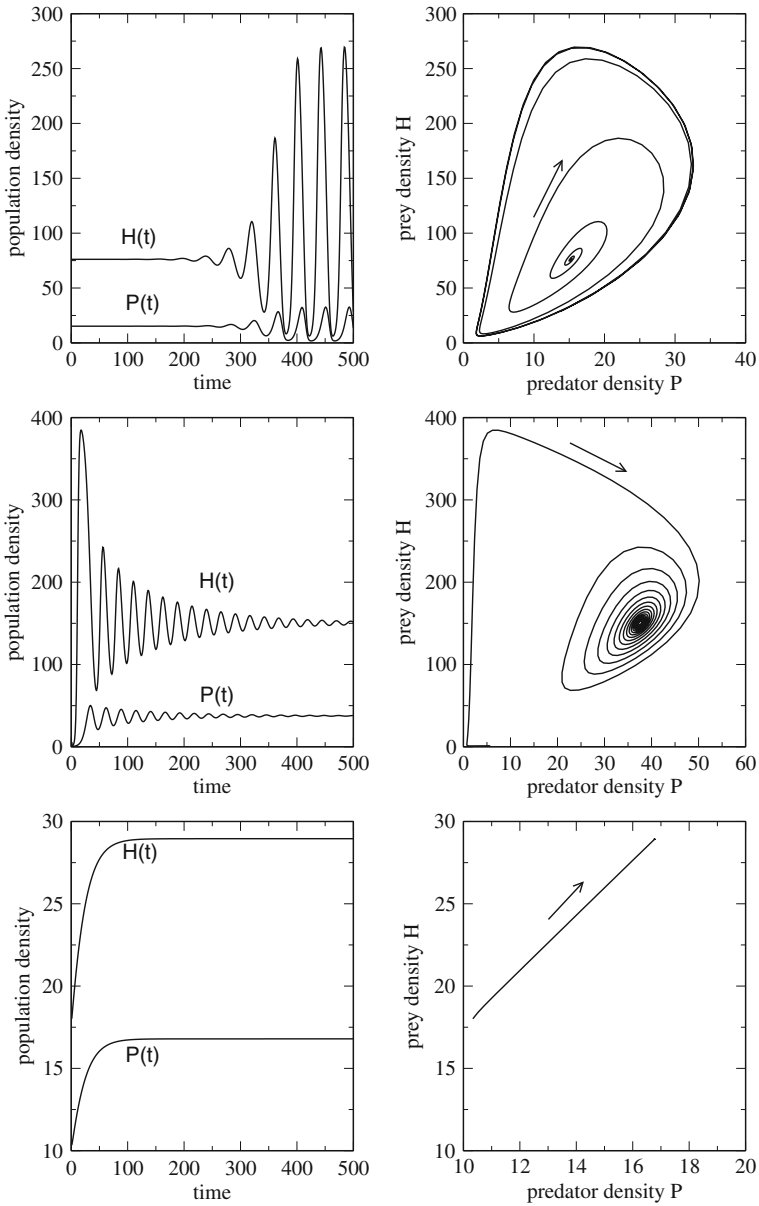 300
250
200
150
100
50
0
population density
H(t)
P(t)
0 100 200 300 400 500
time
300
250
200
150
100
50
0
prey density H
0 10 20 30 40
predator density P
400
300
200
100
0
population density
H(t)
P(t)
0 100 200 300 400 500
time
400
300
200
100
0
prey density H
0 10 20 30 40 50 60
predator density P
30
25
20
15
10
population density
H(t)
P(t)
0 100 200 300 400 500
time
30
25
20
15
10
prey density H
10 12 14 16 18 20
predator density P